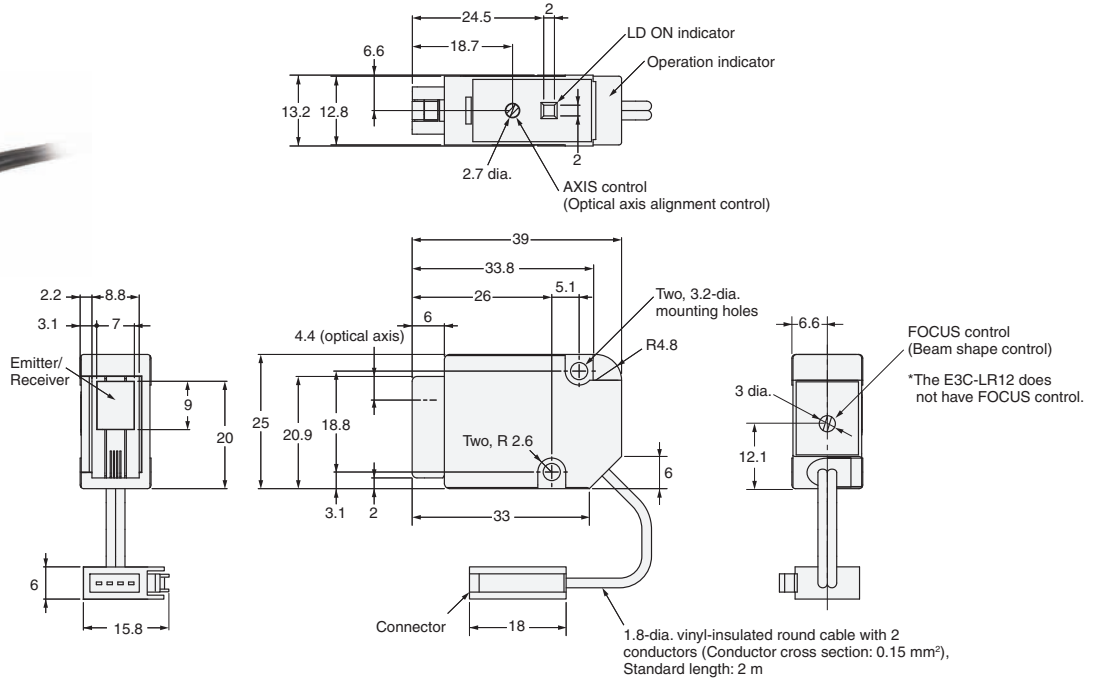 24.5
2
18.7
LD ON indicator
6.6
Operation indicator
13.2
12.8
2
2.7 dia.
AXIS control
(Optical axis alignment control)
39
33.8
2.2
8.8
26
5.1
Two, 3.2-dia.
mounting holes
3.1
7
6
6.6
4.4 (optical axis)
R4.8
FOCUS control
(Beam shape control)
Emitter/
Receiver
*The E3C-LR12 does
not have FOCUS control.
3 dia.
9
20
25
20.9
18.8
Two, R 2.6
12.1
6
3.1
2
33
6
15.8
Connector
18
1.8-dia. vinyl-insulated round cable with 2
conductors (Conductor cross section: 0.15 mm²),
Standard length: 2 m